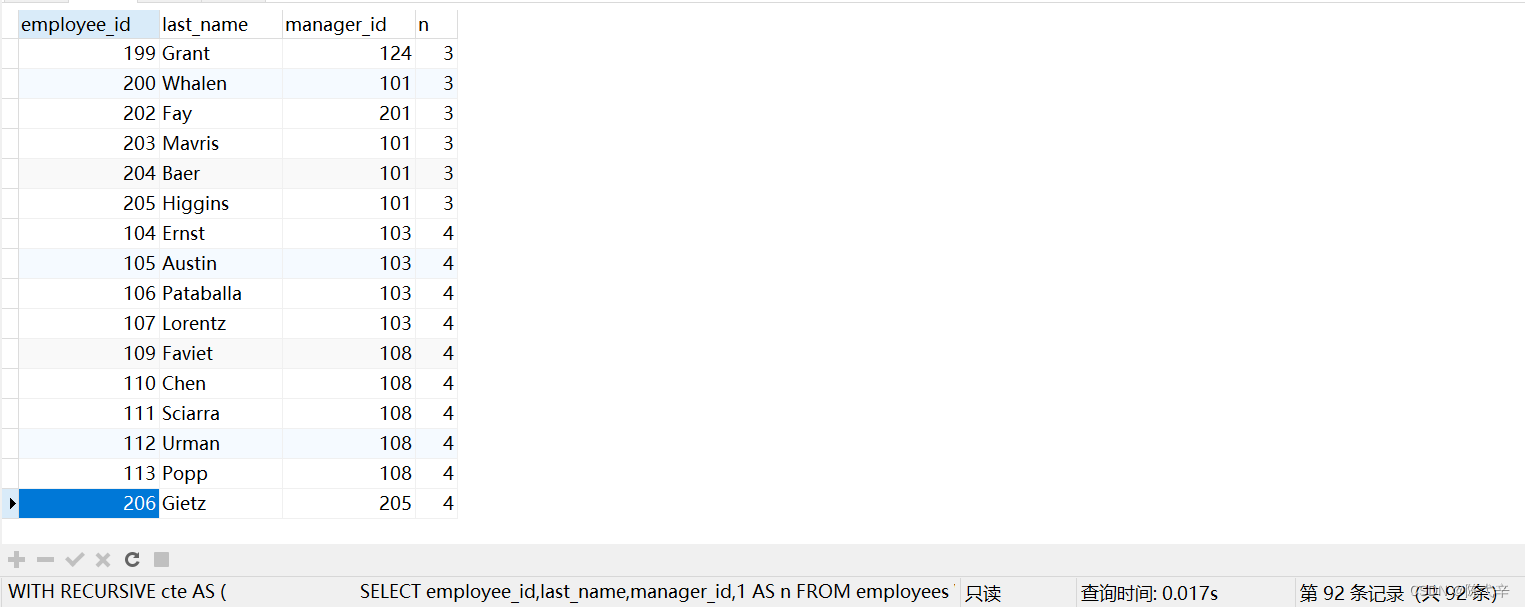 employee_id last_name manager_id n
199 Grant 124 3
200 Whalen 101 3
202 Fay 201 3
203 Mavris 101 3
204 Baer 101 3
205 Higgins 101 3
104 Ernst 103 4
105 Austin 103 4
106 Pataballa 103 4
107 Lorentz 103 4
109 Faviet 108 4
110 Chen 108 4
111 Sciarra 108 4
112 Urman 108 4
113 Popp 108 4
206 Gietz 205 4
WITH RECURSIVE cte AS ( SELECT employee_id,last_name,manager_id,1 AS n FROM employees 只读 查询时间: 0.017s 第 92 条记录 (共 92 条)